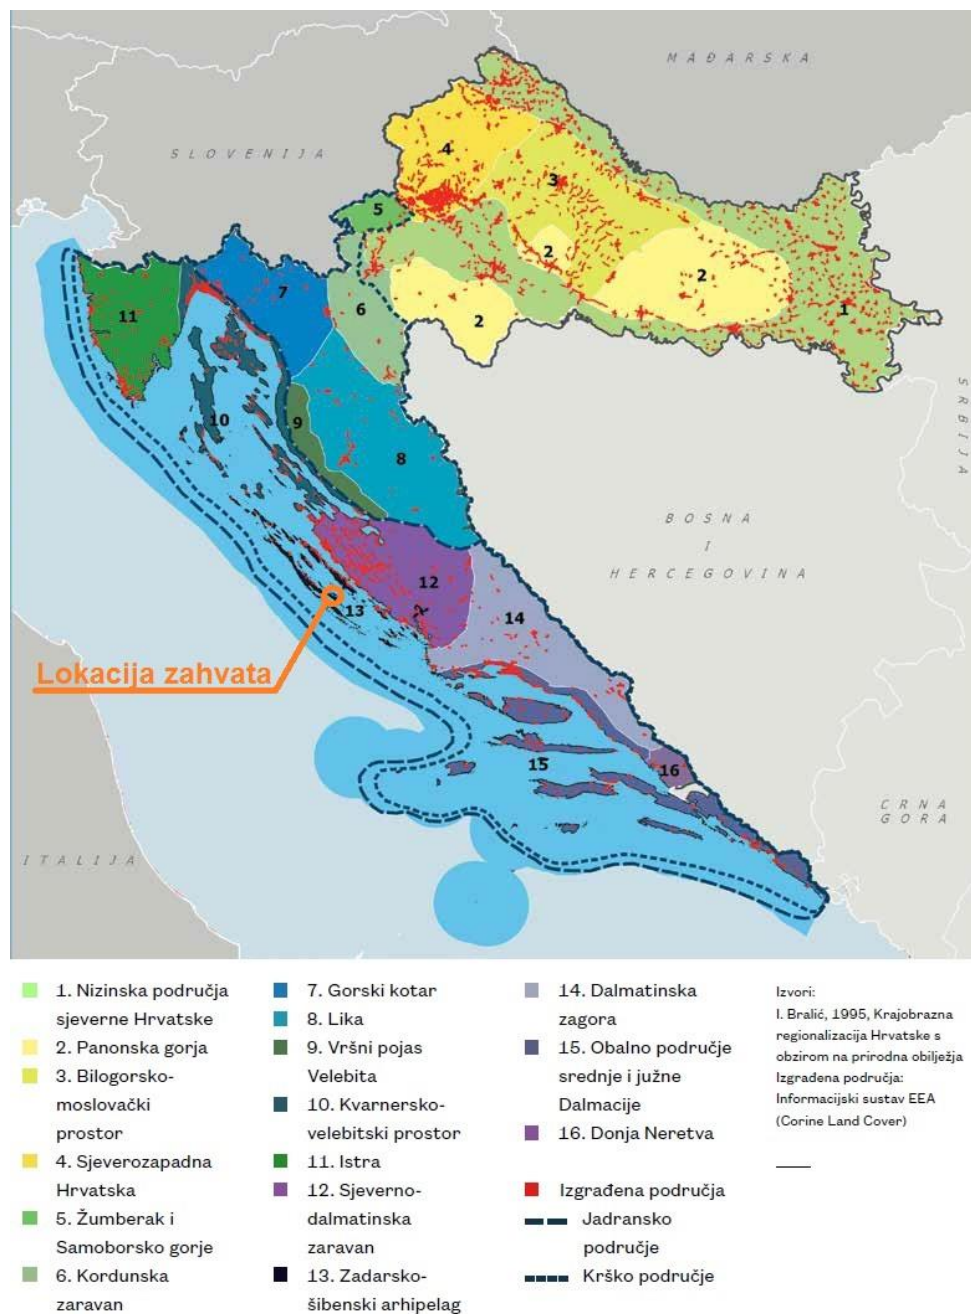 MAĐARSKA
SLOVENIJA
4
3
5
2
2
7
6
2
1
11
10
9
8
SRBIJA
BOSNA
I
HERCEGOVINA
12
13
14
Lokacija zahvata
15
16
CRNA
GORA
ITALIJA
1. Nizinska područja
sjeverne Hrvatske
2. Panonska gorja
3. Bilogorsko-
moslovački
prostor
4. Sjeverozapadna
Hrvatska
5. Žumberak i
Samoborsko gorje
6. Kordunska
zaravan
7. Gorski kotar
8. Lika
9. Vršni pojas
Velebita
10. Kvarnersko-
velebitski prostor
11. Istra
12. Sjeverno-
dalmatinska
zaravan
13. Zadarsko-
šibenski arhipelag
14. Dalmatinska
zagora
15. Obalno područje
srednje i južne
Dalmacije
16. Donja Neretva
Izgrađena područja
Jadransko
područje
Krško područje
Izvori:
I. Bralić, 1995, Krajobrazna
regionalizacija Hrvatske s
obzirom na prirodna obilježja
Izgrađena područja:
Informacijski sustav EEA
(Corine Land Cover)